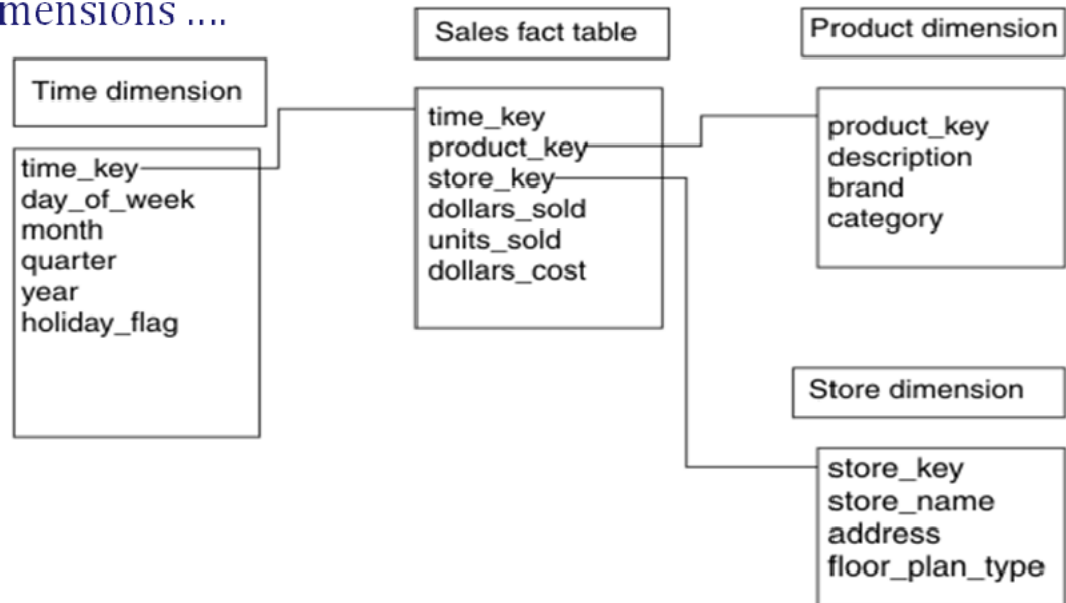 mensions ....
Sales fact table
Product dimension
Time dimension
time_key
product_key
store_key
dollars_sold
units_sold
dollars_cost
product_key
description
brand
category
time_key
day_of_week
month
quarter
year
holiday_flag
Store dimension
store_key
store_name
address
floor_plan_type